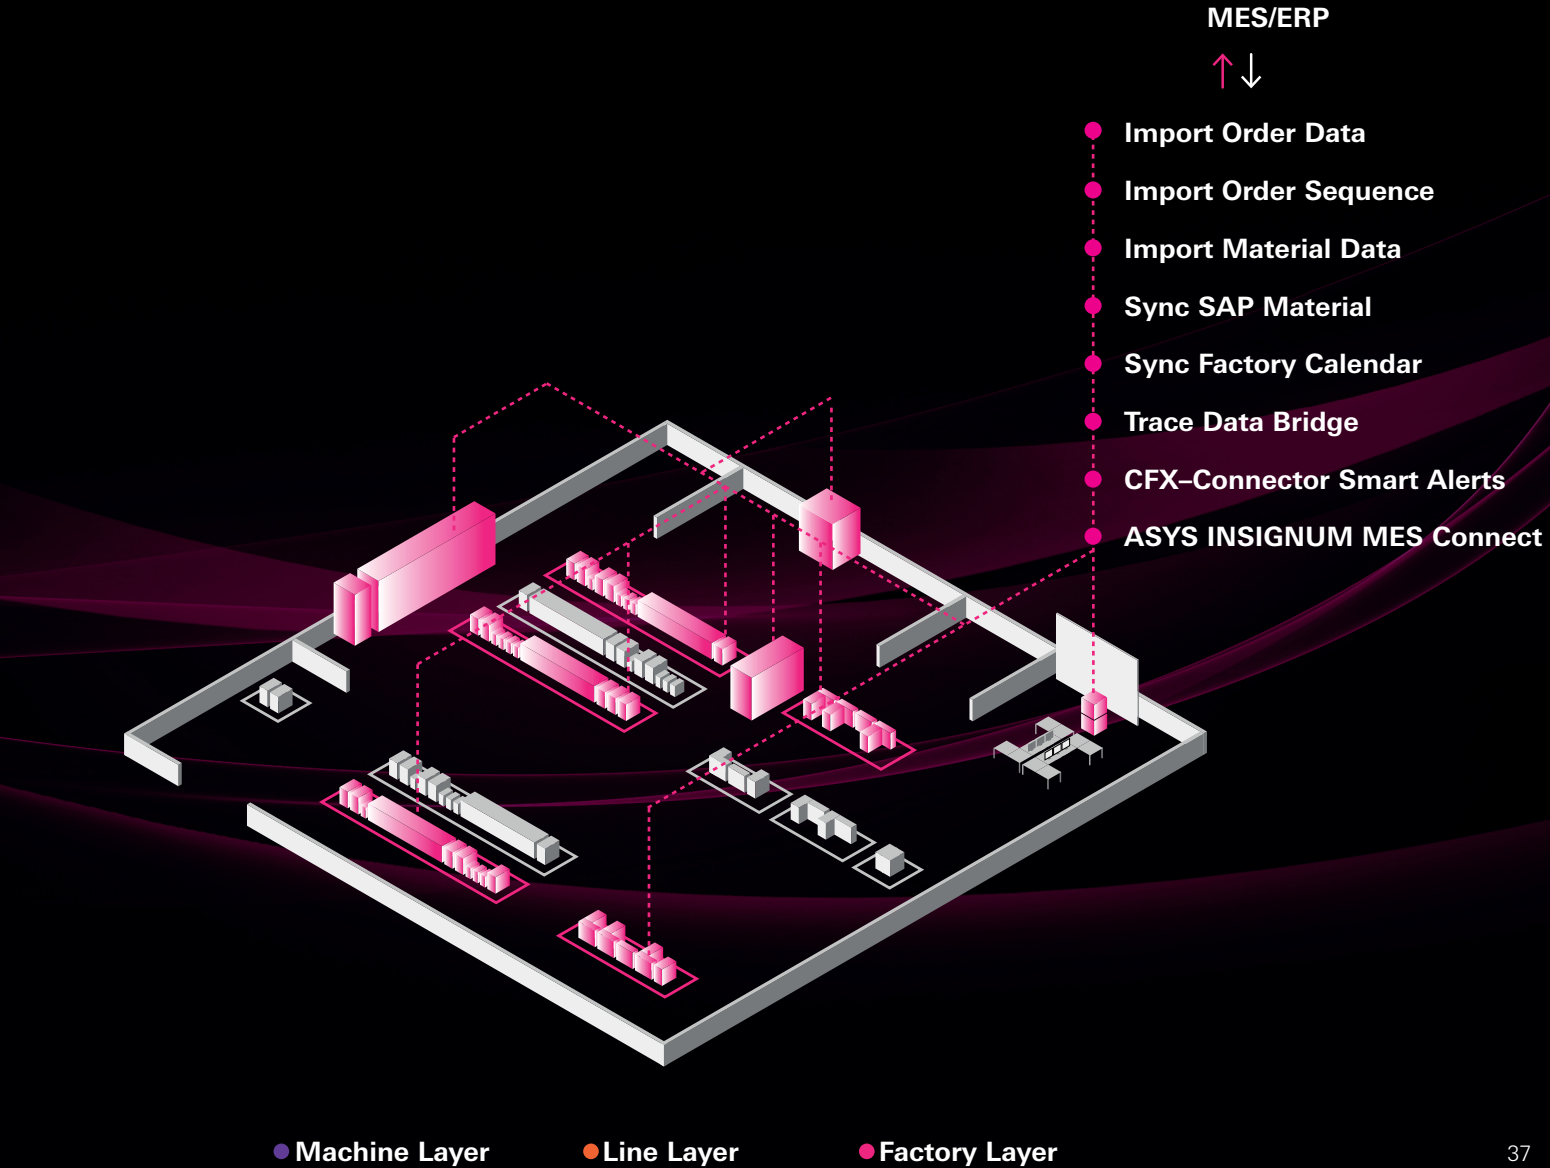 MES/ERP
Import Order Data
Import Order Sequence
Import Material Data
Sync SAP Material
Sync Factory Calendar
Trace Data Bridge
CFX–Connector Smart Alerts
ASYS INSIGNUM MES Connect
Machine Layer
Line Layer
Factory Layer
37